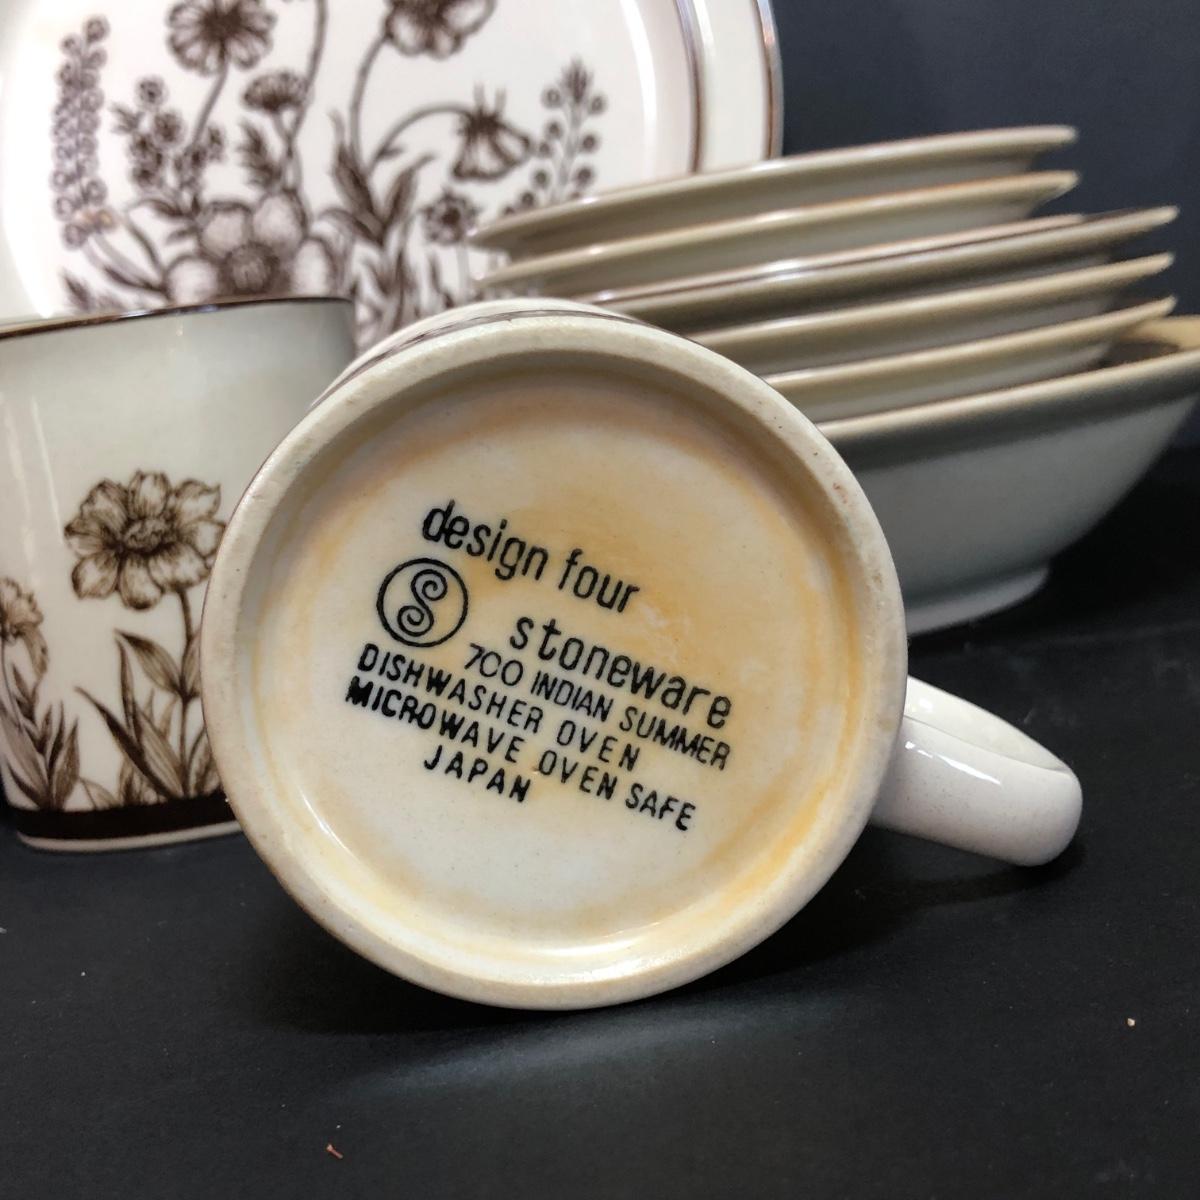 design four
S
stoneware
700 INDIAN SUMMER
DISHWASHER OVEN
MICROWAVE OVEN SAFE
JAPAN